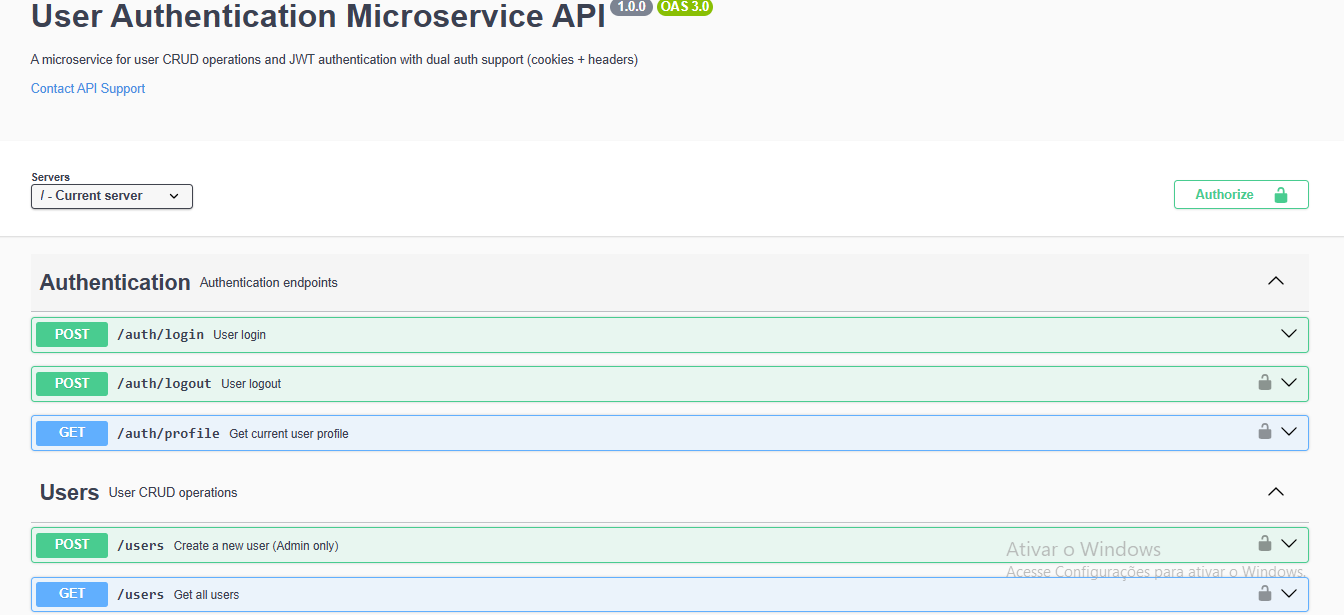 User Authentication Microservice API 1.0.0 OAS 3.0
A microservice for user CRUD operations and JWT authentication with dual auth support (cookies + headers)
Contact API Support
Servers
/ - Current server
Authorize
Authentication Authentication endpoints
POST /auth/login User login
POST /auth/logout User logout
GET /auth/profile Get current user profile
Users User CRUD operations
POST /users Create a new user (Admin only)
Ativar o Windows
Acesse Configurações para ativar o Windows.
GET /users Get all users